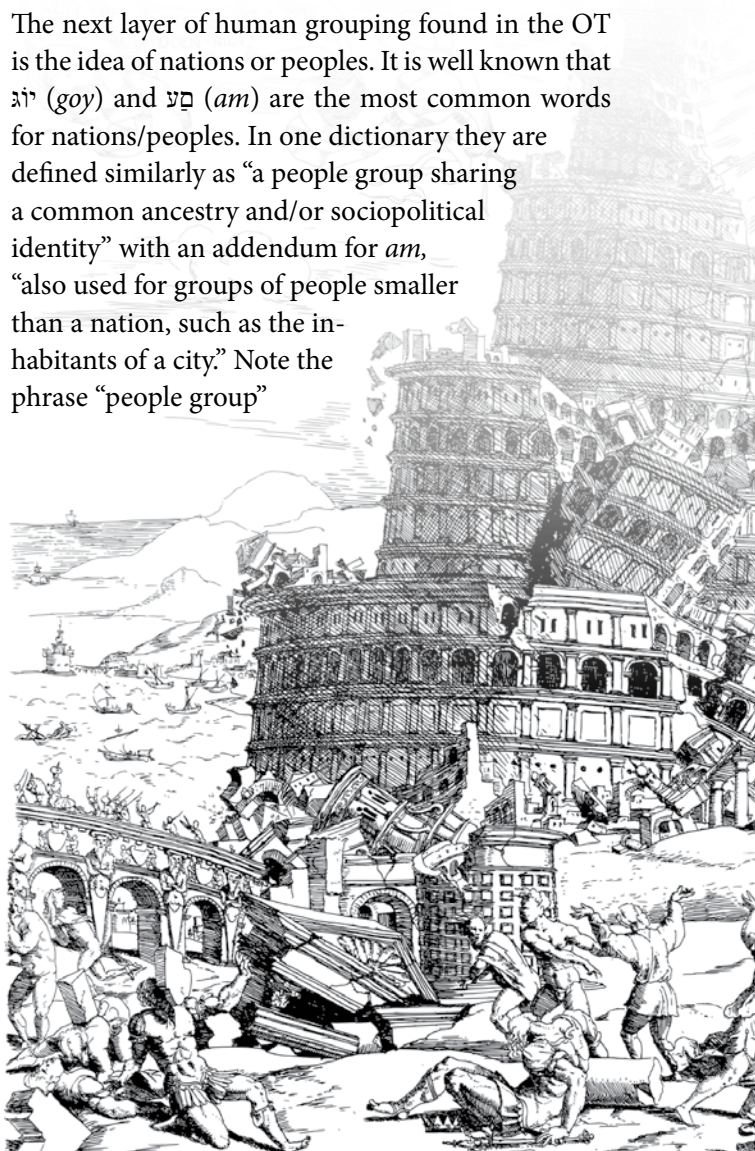 The next layer of human grouping found in the OT
is the idea of nations or peoples. It is well known that
יוֹגּ (goy) and םַע (am) are the most common words
for nations/peoples. In one dictionary they are
defined similarly as “a people group sharing
a common ancestry and/or sociopolitical
identity” with an addendum for am,
“also used for groups of people smaller
than a nation, such as the in-
habitants of a city.” Note the
phrase “people group”